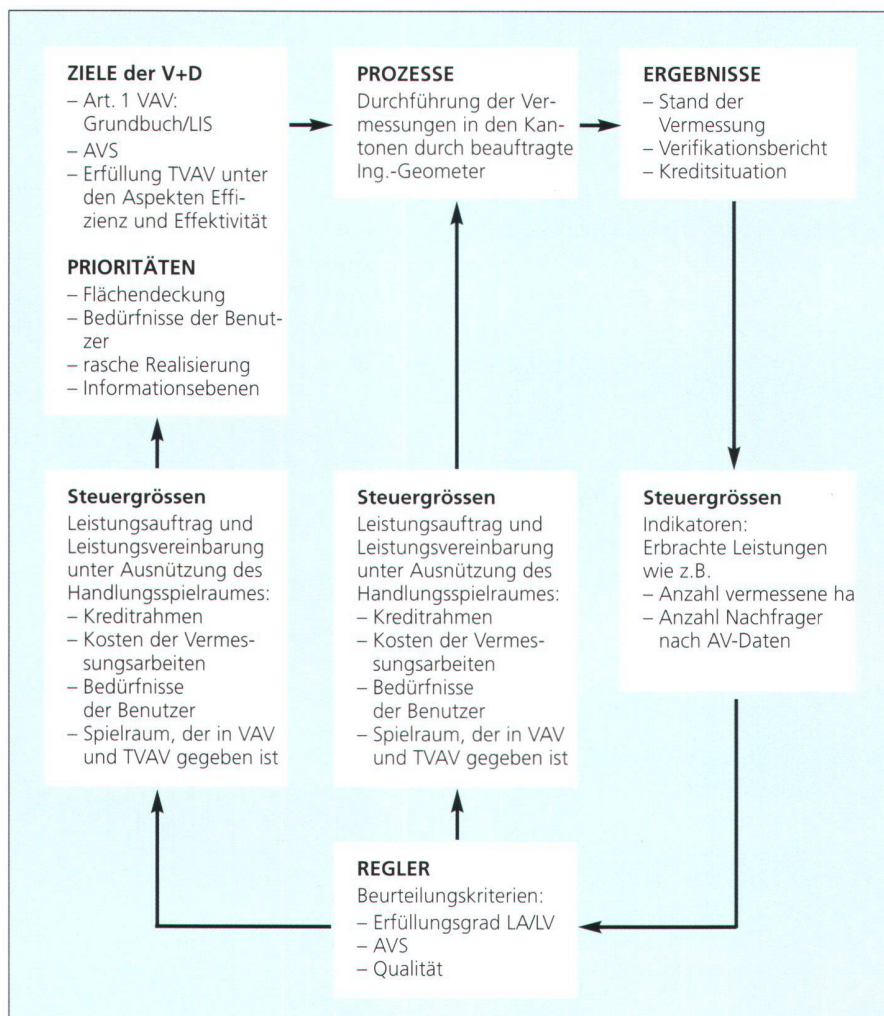 ZIELE der V+D
– Art. 1 VAV:
Grundbuch/LIS
– AVS
– Erfüllung TVAV unter
den Aspekten Effi-
zienz und Effektivität
PRIORITÄTEN
– Flächendeckung
– Bedürfnisse der Benut-
zer
– rasche Realisierung
– Informationsebenen
PROZESSE
Durchführung der Ver-
messungen in den Kan-
tonen durch beauftragte
Ing.-Geometer
ERGEBNISSE
– Stand der
Vermessung
– Verifikationsbericht
– Kreditsituation
Steuergrössen
Leistungsauftrag und
Leistungsvereinbarung
unter Ausnützung des
Handlungsspielraumes:
– Kreditrahmen
– Kosten der Vermes-
sungsarbeiten
– Bedürfnisse
der Benutzer
– Spielraum, der in VAV
und TVAV gegeben ist
Steuergrössen
Leistungsauftrag und
Leistungsvereinbarung
unter Ausnützung des
Handlungsspielraumes:
– Kreditrahmen
– Kosten der Vermes-
sungsarbeiten
– Bedürfnisse
der Benutzer
– Spielraum, der in VAV
und TVAV gegeben ist
Steuergrössen
Indikatoren:
Erbrachte Leistungen
wie z.B.
– Anzahl vermessene ha
– Anzahl Nachfrager
nach AV-Daten
REGLER
Beurteilungskriterien:
– Erfüllungsgrad LA/LV
– AVS
– Qualität